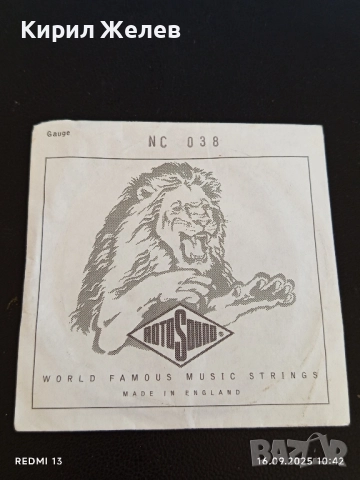 Кирил Желев
Gauge
NC 038
ROTOSOUND
WORLD FAMOUS MUSIC STRINGS
MADE IN ENGLAND
BAZAR
REDMI 13
16.09.2025 10:42